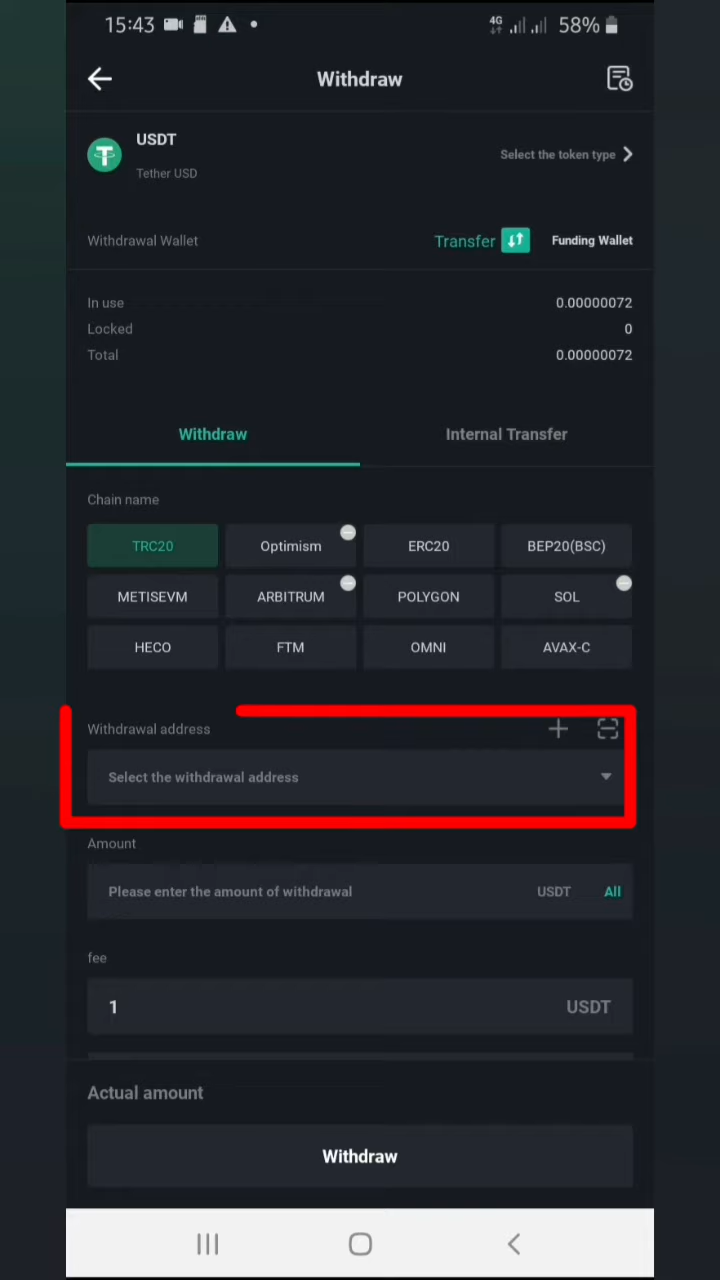 15:43 4G 58%
Withdraw
USDT
Tether USD
Select the token type
Withdrawal Wallet Transfer Funding Wallet
In use 0.00000072
Locked 0
Total 0.00000072
Withdraw Internal Transfer
Chain name
TRC20 Optimism ERC20 BEP20(BSC)
METISEVM ARBITRUM POLYGON SOL
HECO FTM OMNI AVAX-C
Withdrawal address
Select the withdrawal address
Amount
Please enter the amount of withdrawal USDT All
fee
1 USDT
Actual amount
Withdraw